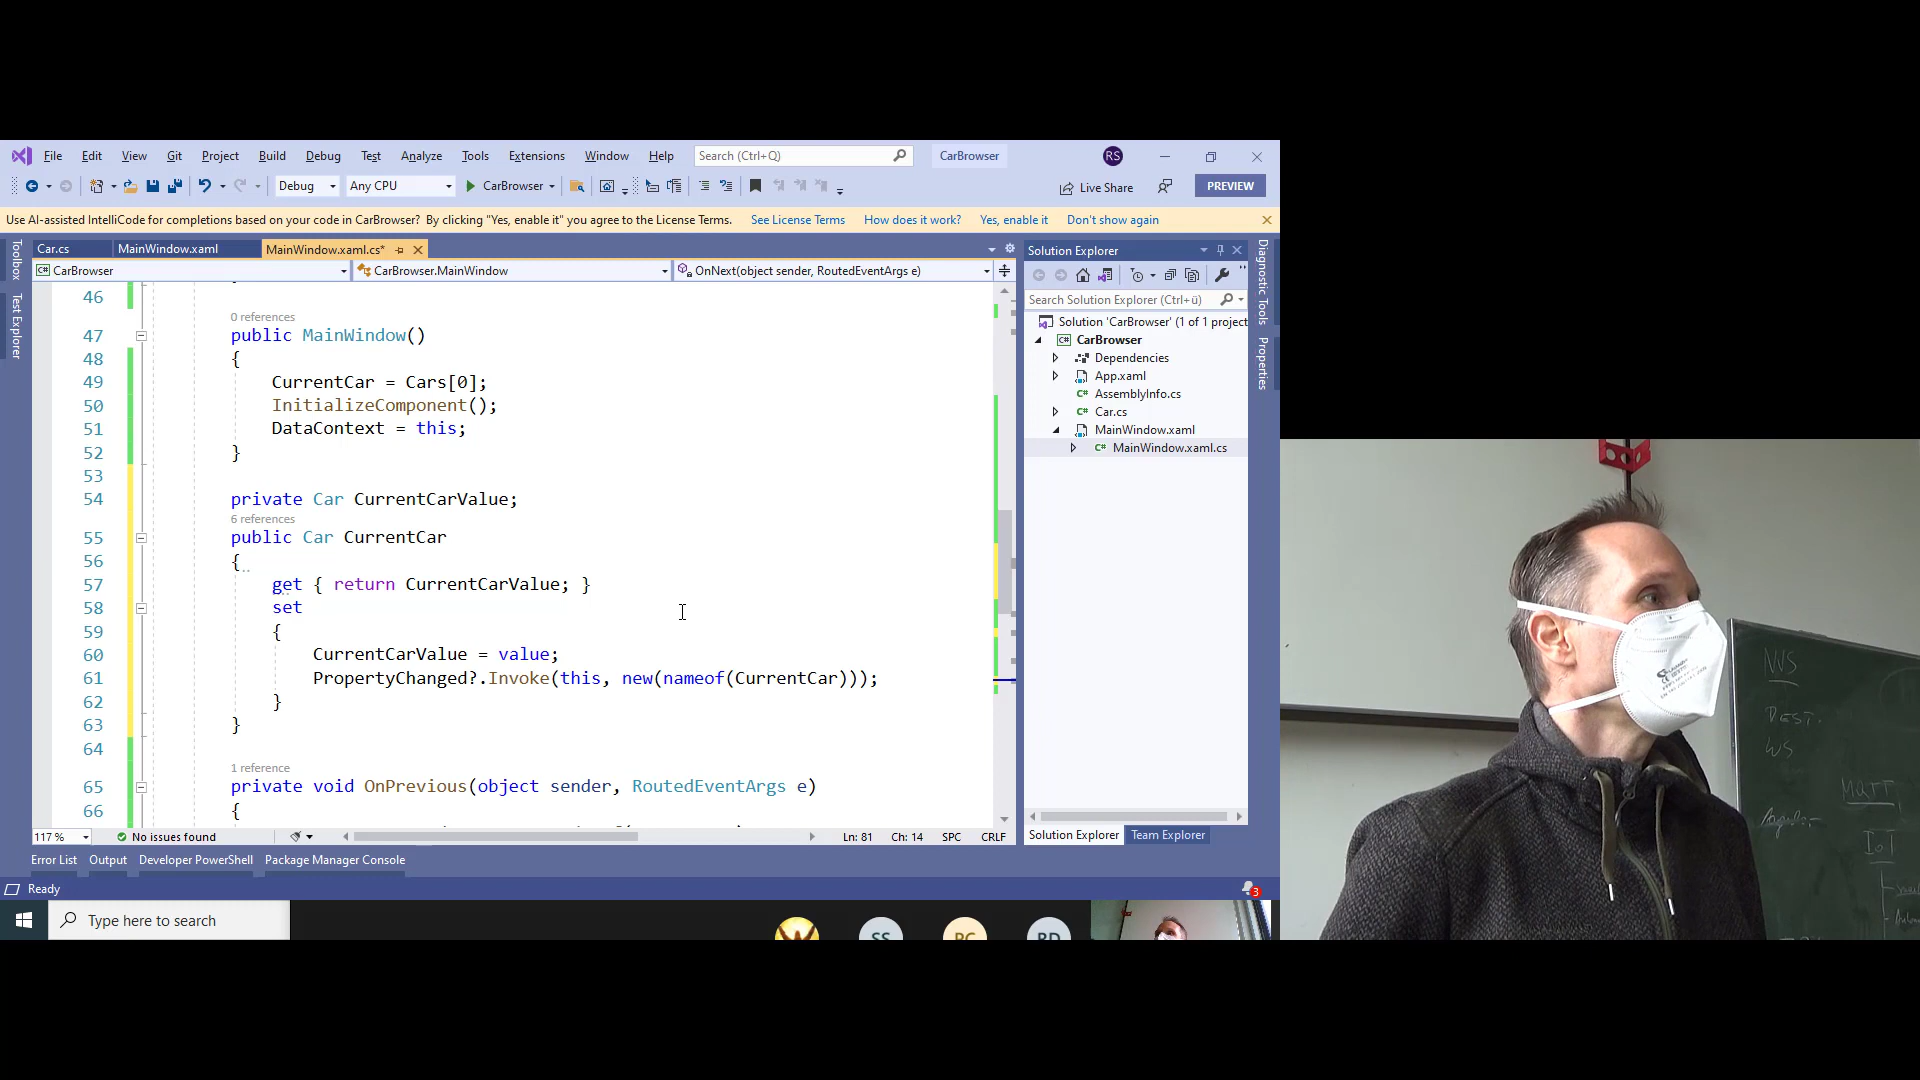 File Edit View Git Project Build Debug Test Analyze Tools Extensions Window Help Search (Ctrl+Q) CarBrowser RS
Debug Any CPU CarBrowser Live Share PREVIEW
Use AI-assisted IntelliCode for completions based on your code in CarBrowser? By clicking "Yes, enable it" you agree to the License Terms. See License Terms How does it work? Yes, enable it Don't show again
Toolbox
Test Explorer
Car.cs MainWindow.xaml MainWindow.xaml.cs*
CarBrowser CarBrowser.MainWindow OnNext(object sender, RoutedEventArgs e)
46
0 references
47 public MainWindow()
48 {
49 CurrentCar = Cars[0];
50 InitializeComponent();
51 DataContext = this;
52 }
53
54 private Car CurrentCarValue;
6 references
55 public Car CurrentCar
56 {
57 get { return CurrentCarValue; }
58 set
59 {
60 CurrentCarValue = value;
61 PropertyChanged?.Invoke(this, new(nameof(CurrentCar)));
62 }
63 }
64
1 reference
65 private void OnPrevious(object sender, RoutedEventArgs e)
66 {
117 % No issues found Ln: 81 Ch: 14 SPC CRLF
Solution Explorer
Search Solution Explorer (Ctrl+ü)
Solution 'CarBrowser' (1 of 1 project
CarBrowser
Dependencies
App.xaml
AssemblyInfo.cs
Car.cs
MainWindow.xaml
MainWindow.xaml.cs
Solution Explorer Team Explorer
Diagnostic Tools
Properties
Error List Output Developer PowerShell Package Manager Console
Ready 3
Type here to search
SS
NVS
MQTT
IoT